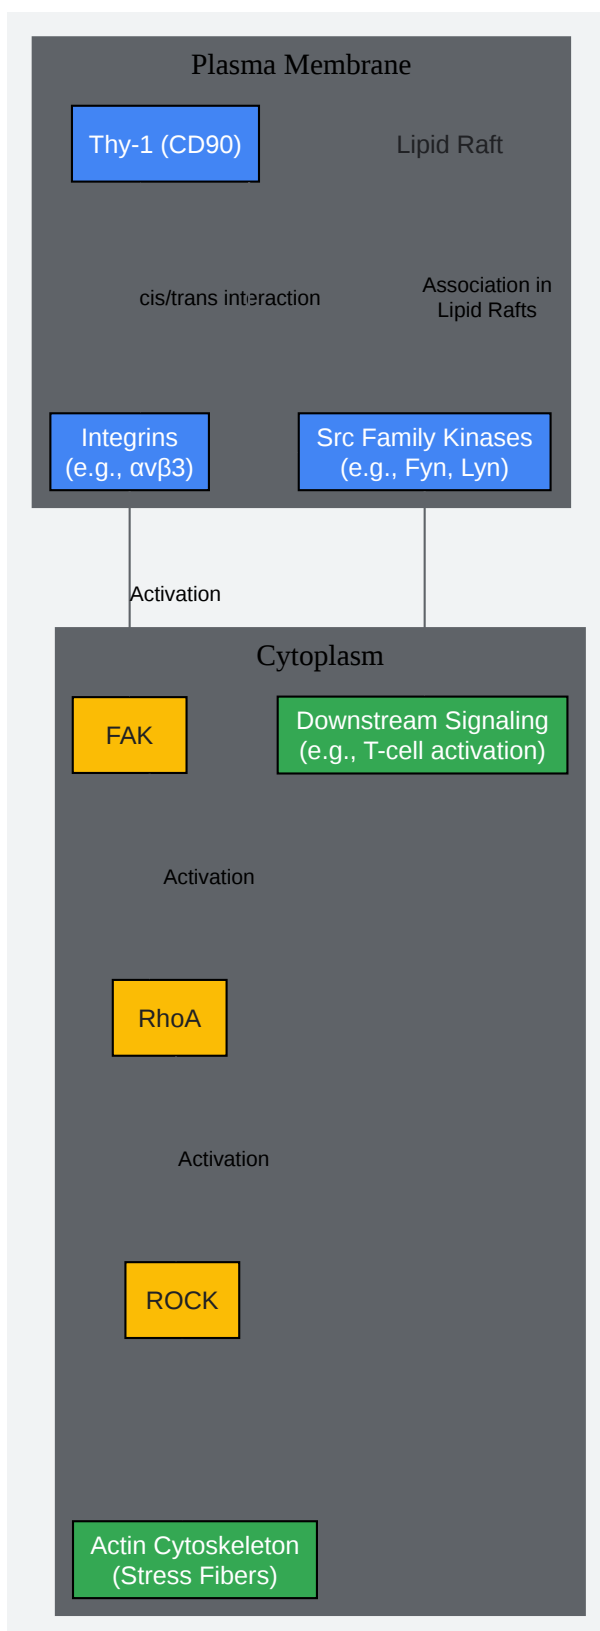 Plasma Membrane
Thy-1 (CD90)
Lipid Raft
cis/trans interaction
Association in
Lipid Rafts
Integrins
(e.g., αvβ3)
Src Family Kinases
(e.g., Fyn, Lyn)
Activation
Cytoplasm
FAK
Downstream Signaling
(e.g., T-cell activation)
Activation
RhoA
Activation
ROCK
Actin Cytoskeleton
(Stress Fibers)